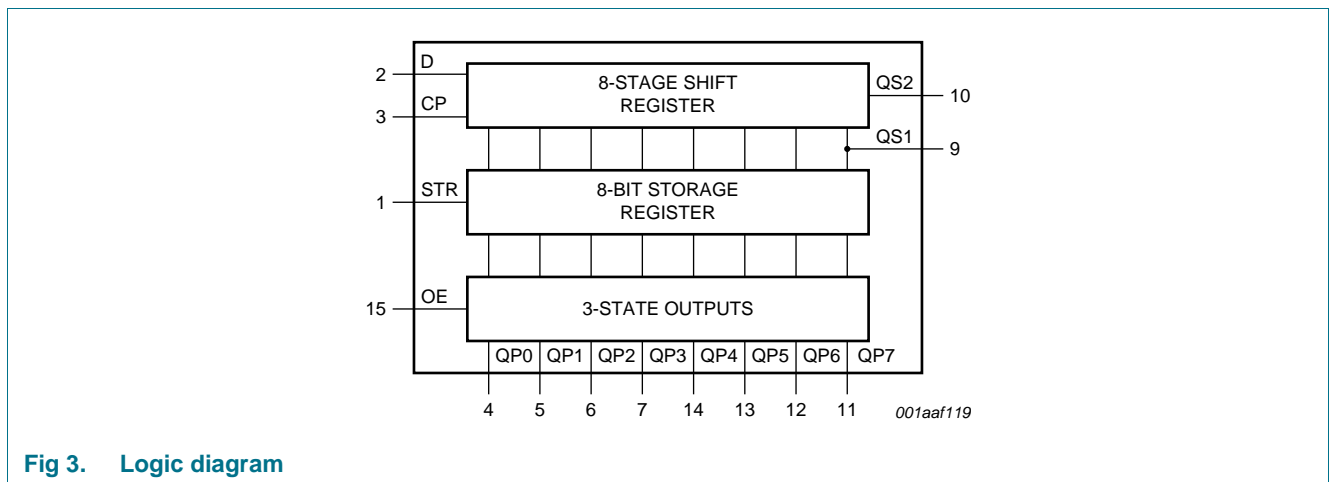 D
2
8-STAGE SHIFT
REGISTER
QS2
10
CP
3
QS1
9
STR
1
8-BIT STORAGE
REGISTER
OE
15
3-STATE OUTPUTS
QP0 QP1 QP2 QP3 QP4 QP5 QP6 QP7
4 5 6 7 14 13 12 11
001aaf119
Fig 3. Logic diagram